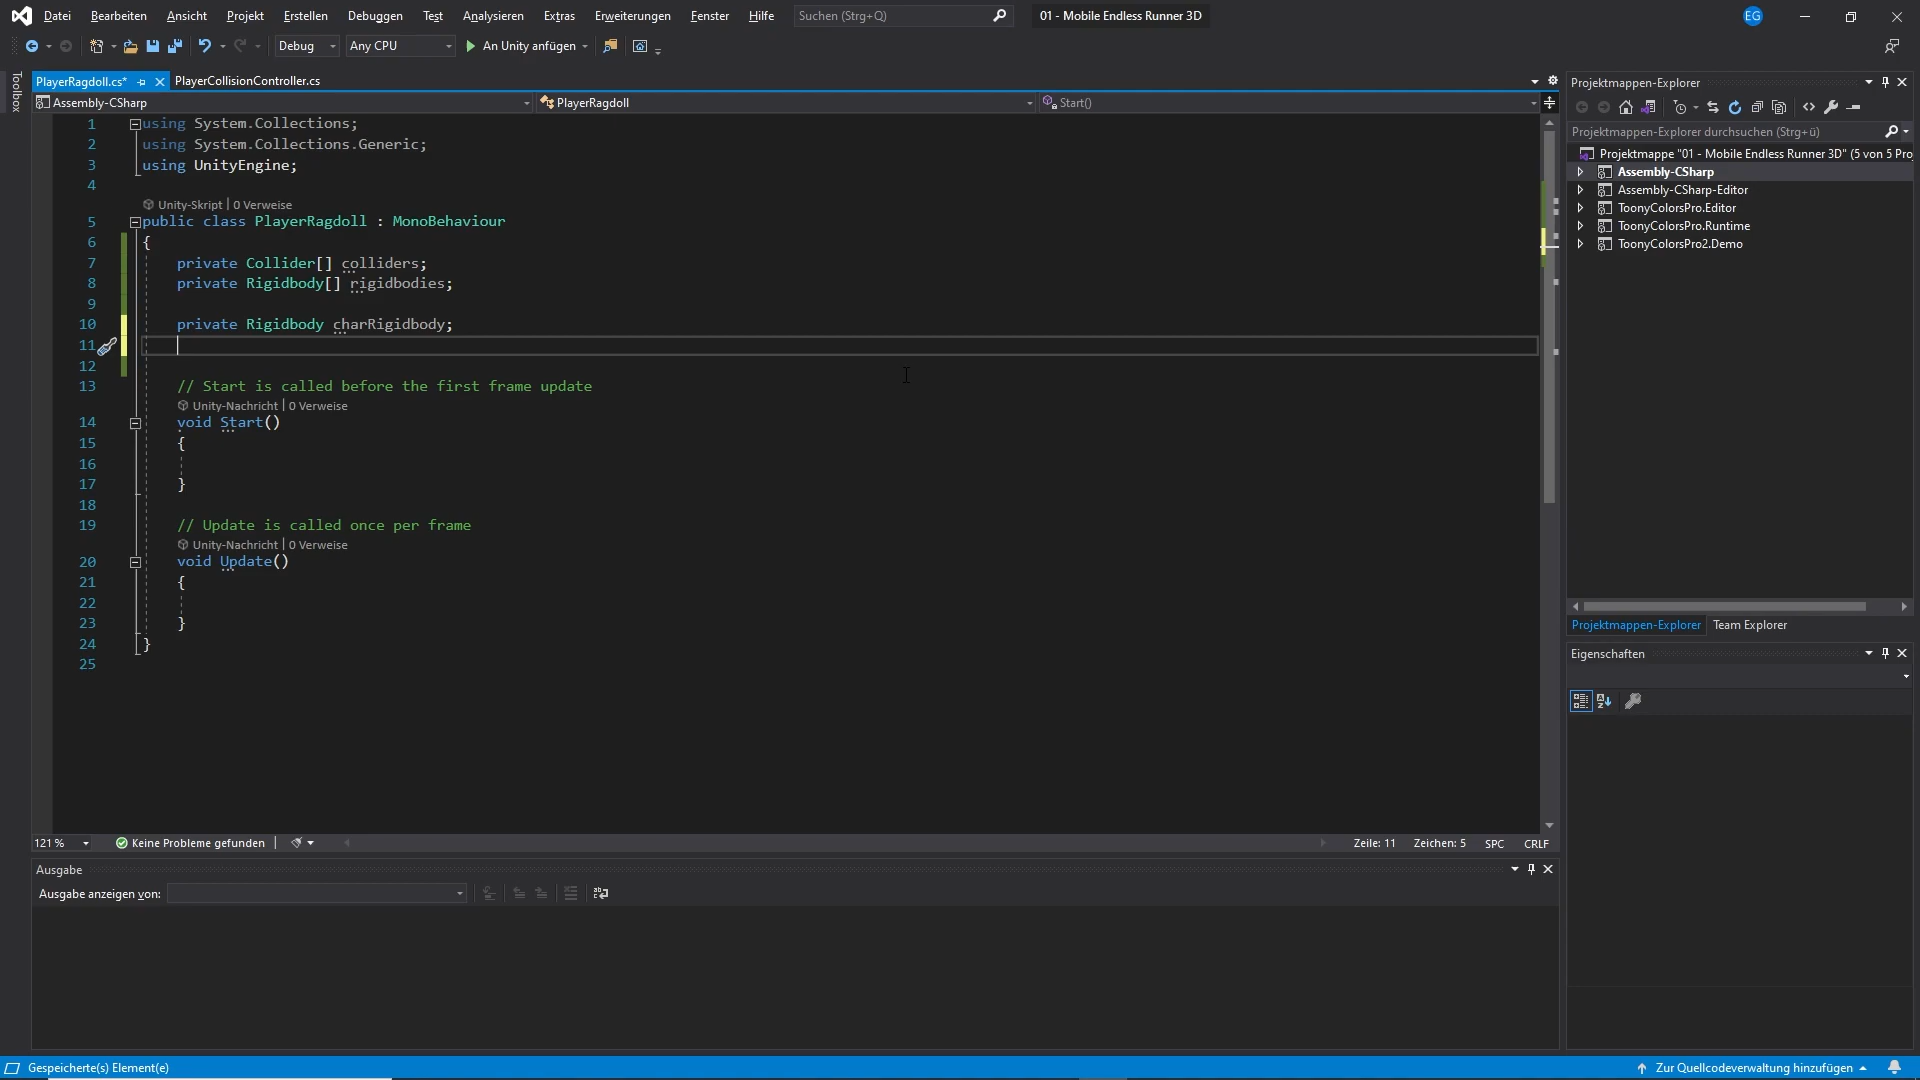 Datei Bearbeiten Ansicht Projekt Erstellen Debuggen Test Analysieren Extras Erweiterungen Fenster Hilfe Suchen (Strg+Q) 01 - Mobile Endless Runner 3D EG
Debug Any CPU An Unity anfügen
Toolbox
PlayerRagdoll.cs* PlayerCollisionController.cs
Assembly-CSharp PlayerRagdoll Start()
1 using System.Collections;
2 using System.Collections.Generic;
3 using UnityEngine;
4
Unity-Skript | 0 Verweise
5 public class PlayerRagdoll : MonoBehaviour
6 {
7 private Collider[] colliders;
8 private Rigidbody[] rigidbodies;
9
10 private Rigidbody charRigidbody;
11
12
13 // Start is called before the first frame update
Unity-Nachricht | 0 Verweise
14 void Start()
15 {
16
17 }
18
19 // Update is called once per frame
Unity-Nachricht | 0 Verweise
20 void Update()
21 {
22
23 }
24 }
25
121 % Keine Probleme gefunden Zeile: 11 Zeichen: 5 SPC CRLF
Ausgabe
Ausgabe anzeigen von:
Projektmappen-Explorer
Projektmappen-Explorer durchsuchen (Strg+ü)
Projektmappe "01 - Mobile Endless Runner 3D" (5 von 5 Pro
Assembly-CSharp
Assembly-CSharp-Editor
ToonyColorsPro.Editor
ToonyColorsPro.Runtime
ToonyColorsPro2.Demo
Projektmappen-Explorer Team Explorer
Eigenschaften
Gespeicherte(s) Element(e) Zur Quellcodeverwaltung hinzufügen